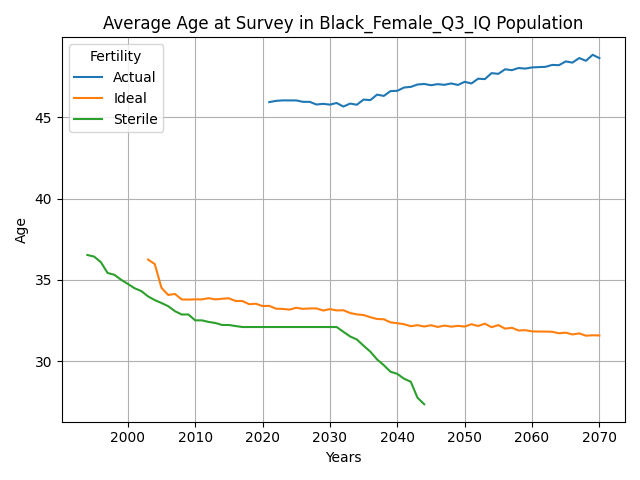 Average Age at Survey in Black_Female_Q3_IQ Population
Fertility
Actual
Ideal
Sterile
Age
45
40
35
30
2000 2010 2020 2030 2040 2050 2060 2070
Years